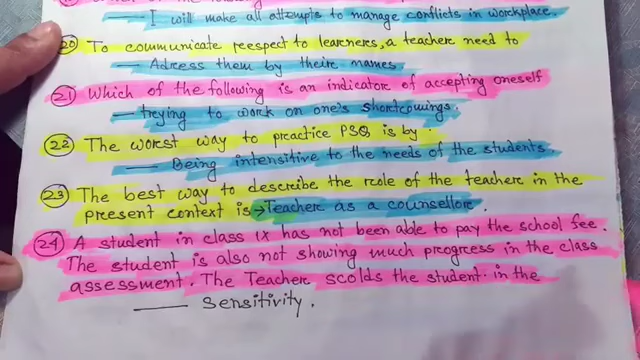 — I will make all attempts to manage conflicts in workplace.
20 To communicate reespect to learners, a teacher need to
— Adress them by their names.
21 Which of the following is an indicator of accepting oneself
— trying to work on one's shortcomings.
22 The worst way to practice PSQ is by
— Being intensitive to the needs of the students
23 The best way to describe the role of the teacher in the
present context is → Teacher as a counsellor.
24 A student in class IX has not been able to pay the school fee.
The student is also not showing much progress in the class
assessment. The Teacher scolds the student. in the
— Sensitivity.